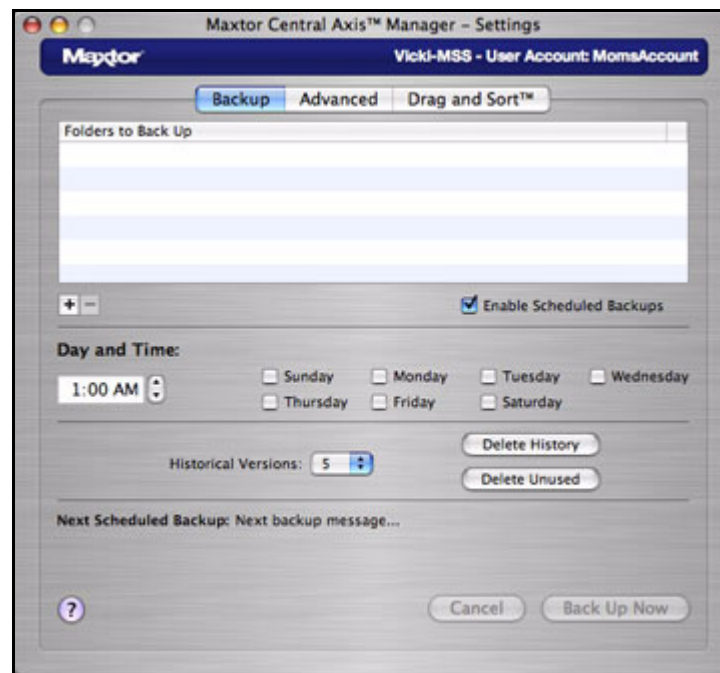 Maxtor Central Axis™ Manager – Settings
Maxtor
Vicki-MSS - User Account: MomsAccount
Backup Advanced Drag and Sort™
Folders to Back Up
+ −
Enable Scheduled Backups
Day and Time:
1:00 AM
Sunday Monday Tuesday Wednesday
Thursday Friday Saturday
Historical Versions: 5
Delete History
Delete Unused
Next Scheduled Backup: Next backup message...
?
Cancel Back Up Now